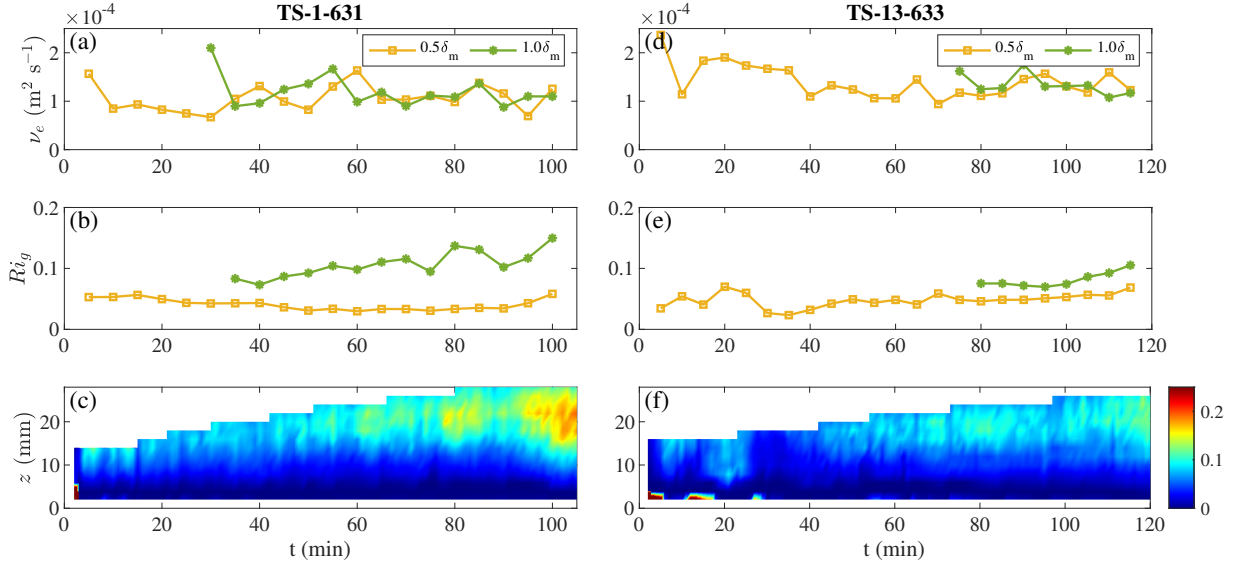 TS-1-631
×10⁻⁴
(a)
0.5δm
1.0δm
νe (m² s⁻¹)
2
1
0
0 20 40 60 80 100
TS-13-633
×10⁻⁴
(d)
0.5δm
1.0δm
2
1
0
0 20 40 60 80 100 120
(b)
Rig
0.2
0.1
0
0 20 40 60 80 100
(e)
0.2
0.1
0
0 20 40 60 80 100 120
(c)
z (mm)
20
10
0
0 20 40 60 80 100
t (min)
(f)
20
10
0
0 20 40 60 80 100 120
t (min)
0.2
0.1
0